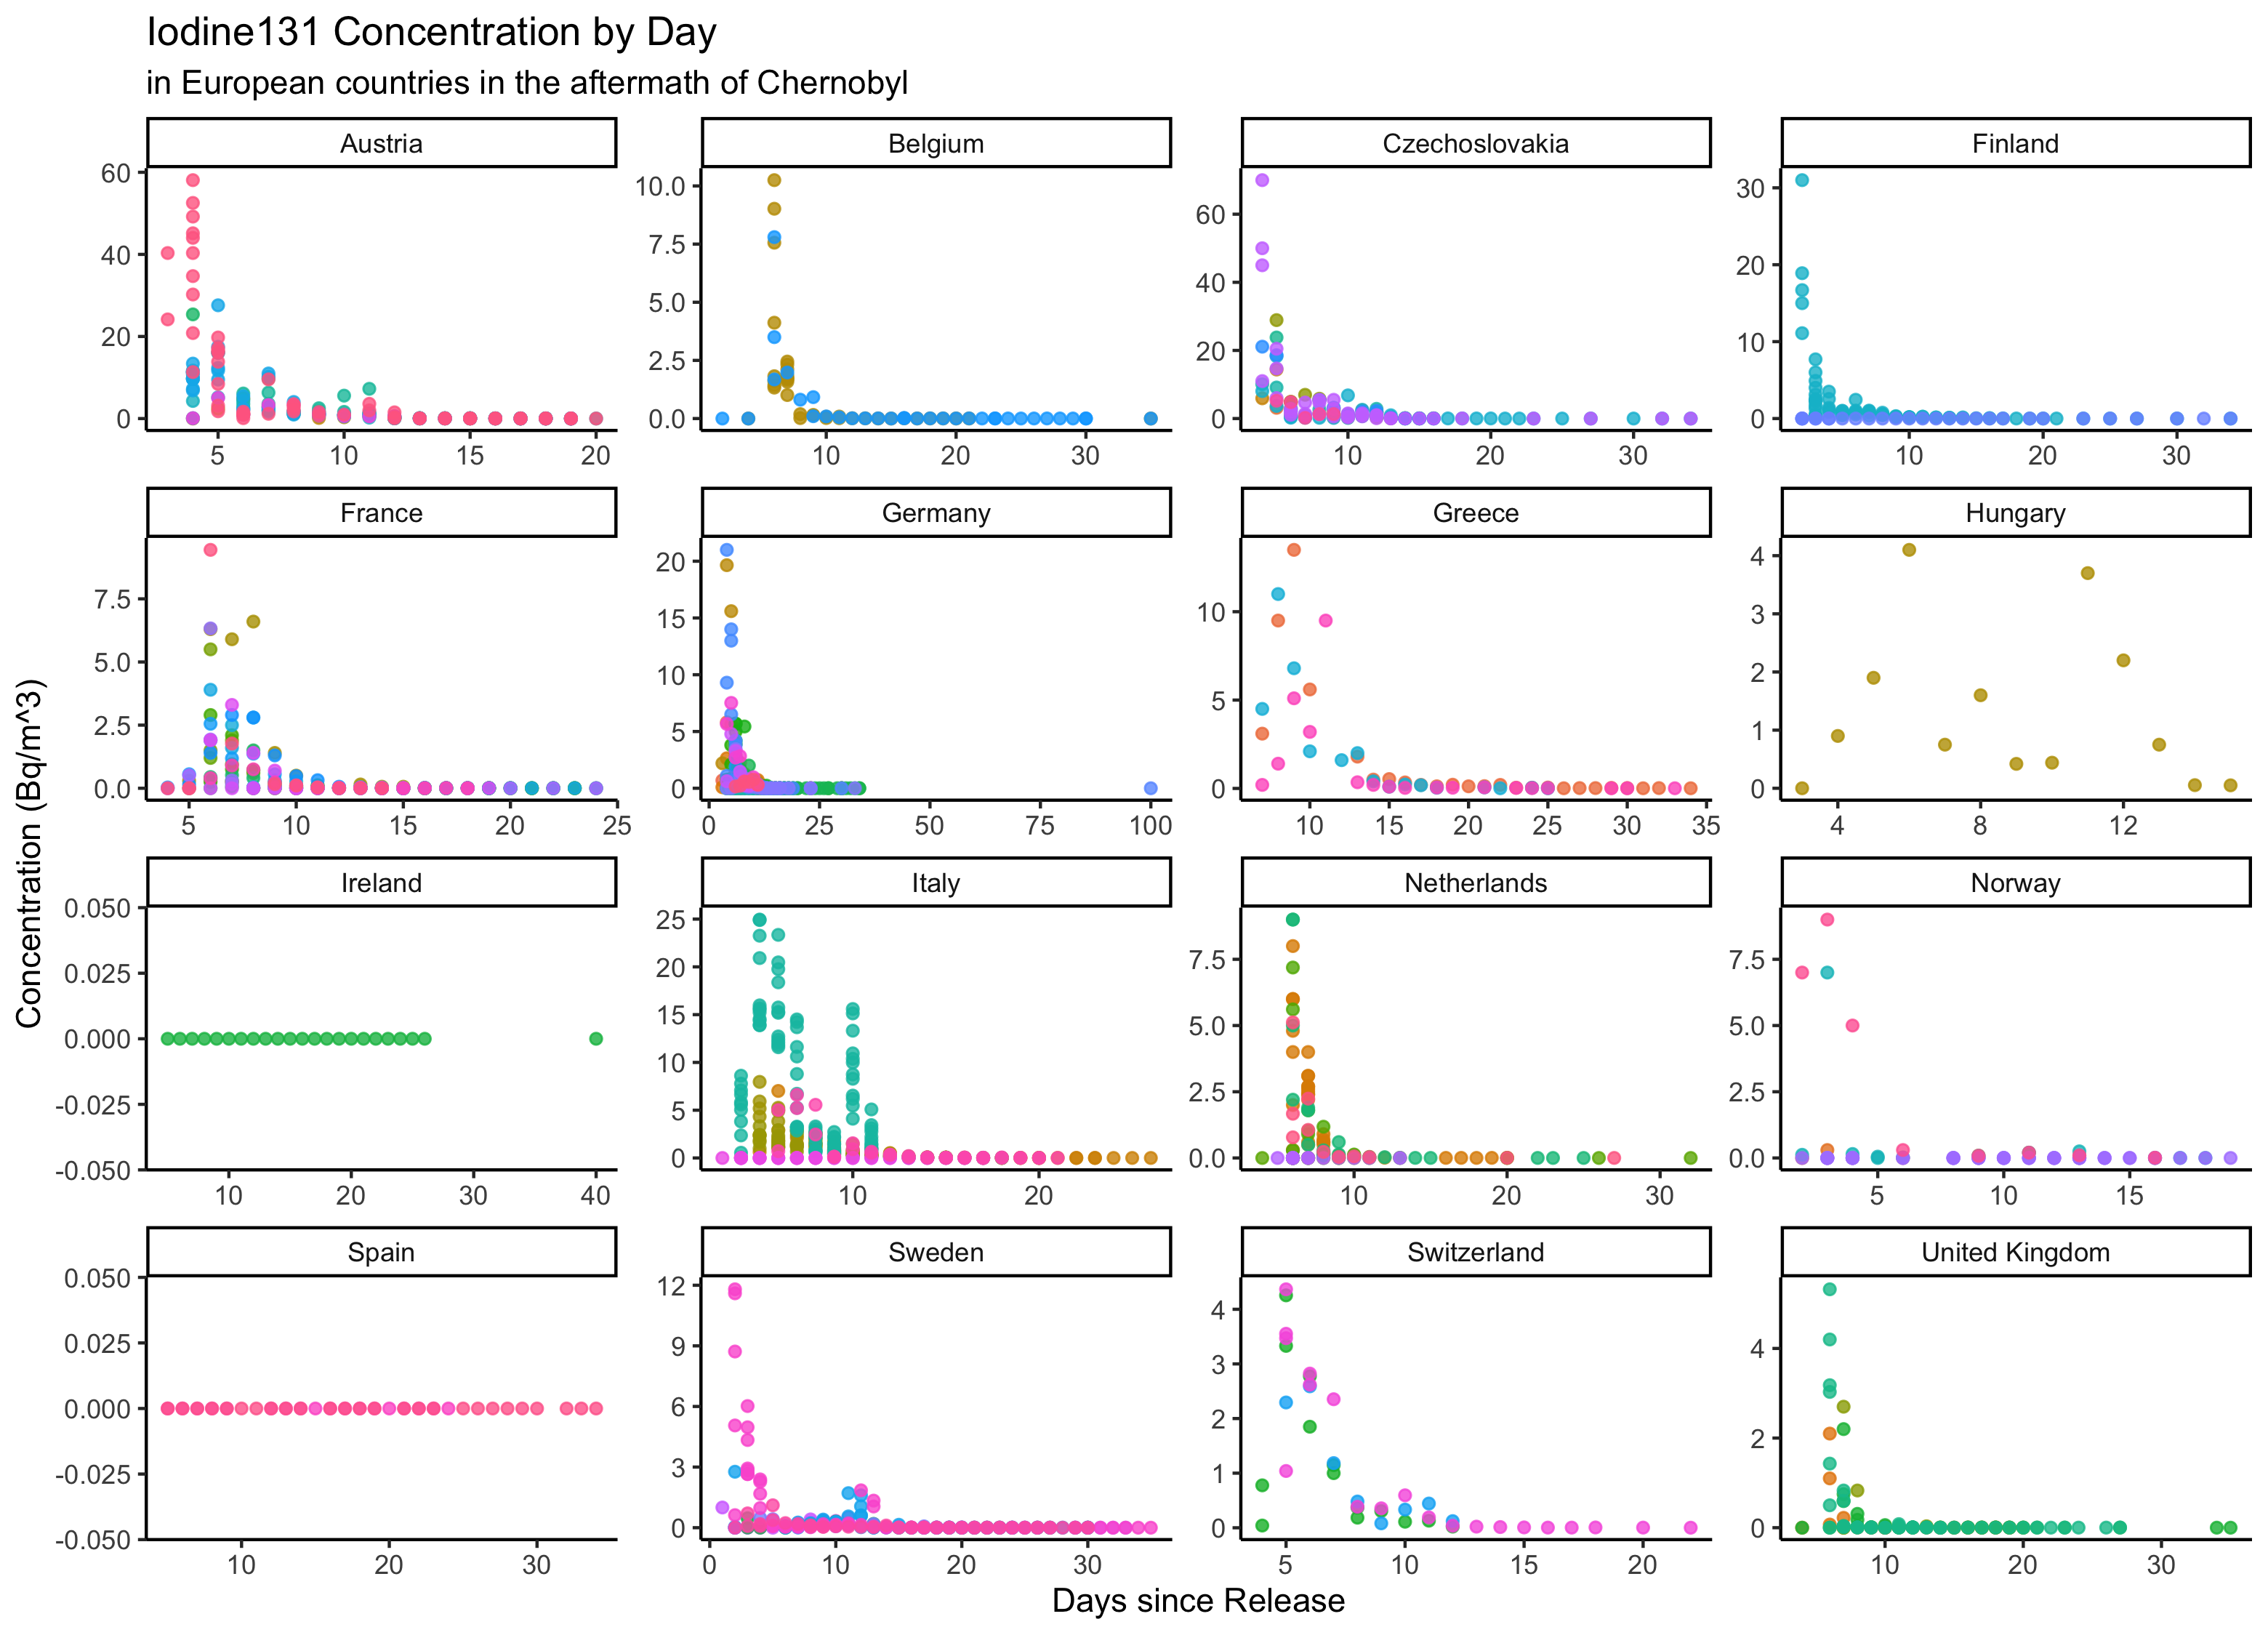 Iodine131 Concentration by Day
in European countries in the aftermath of Chernobyl
Austria Belgium Czechoslovakia Finland
60 40 20 0
10.0 7.5 5.0 2.5 0.0
60 40 20 0
30 20 10 0
5 10 15 20
10 20 30
10 20 30
10 20 30
France Germany Greece Hungary
7.5 5.0 2.5 0.0
20 15 10 5 0
10 5 0
4 3 2 1 0
5 10 15 20 25
0 25 50 75 100
10 15 20 25 30 35
4 8 12
Ireland Italy Netherlands Norway
0.050 0.025 0.000 -0.025 -0.050
25 20 15 10 5 0
7.5 5.0 2.5 0.0
7.5 5.0 2.5 0.0
10 20 30 40
10 20
10 20 30
5 10 15
Spain Sweden Switzerland United Kingdom
0.050 0.025 0.000 -0.025 -0.050
12 9 6 3 0
4 3 2 1 0
4 2 0
10 20 30
0 10 20 30
5 10 15 20
10 20 30
Concentration (Bq/m^3)
Days since Release